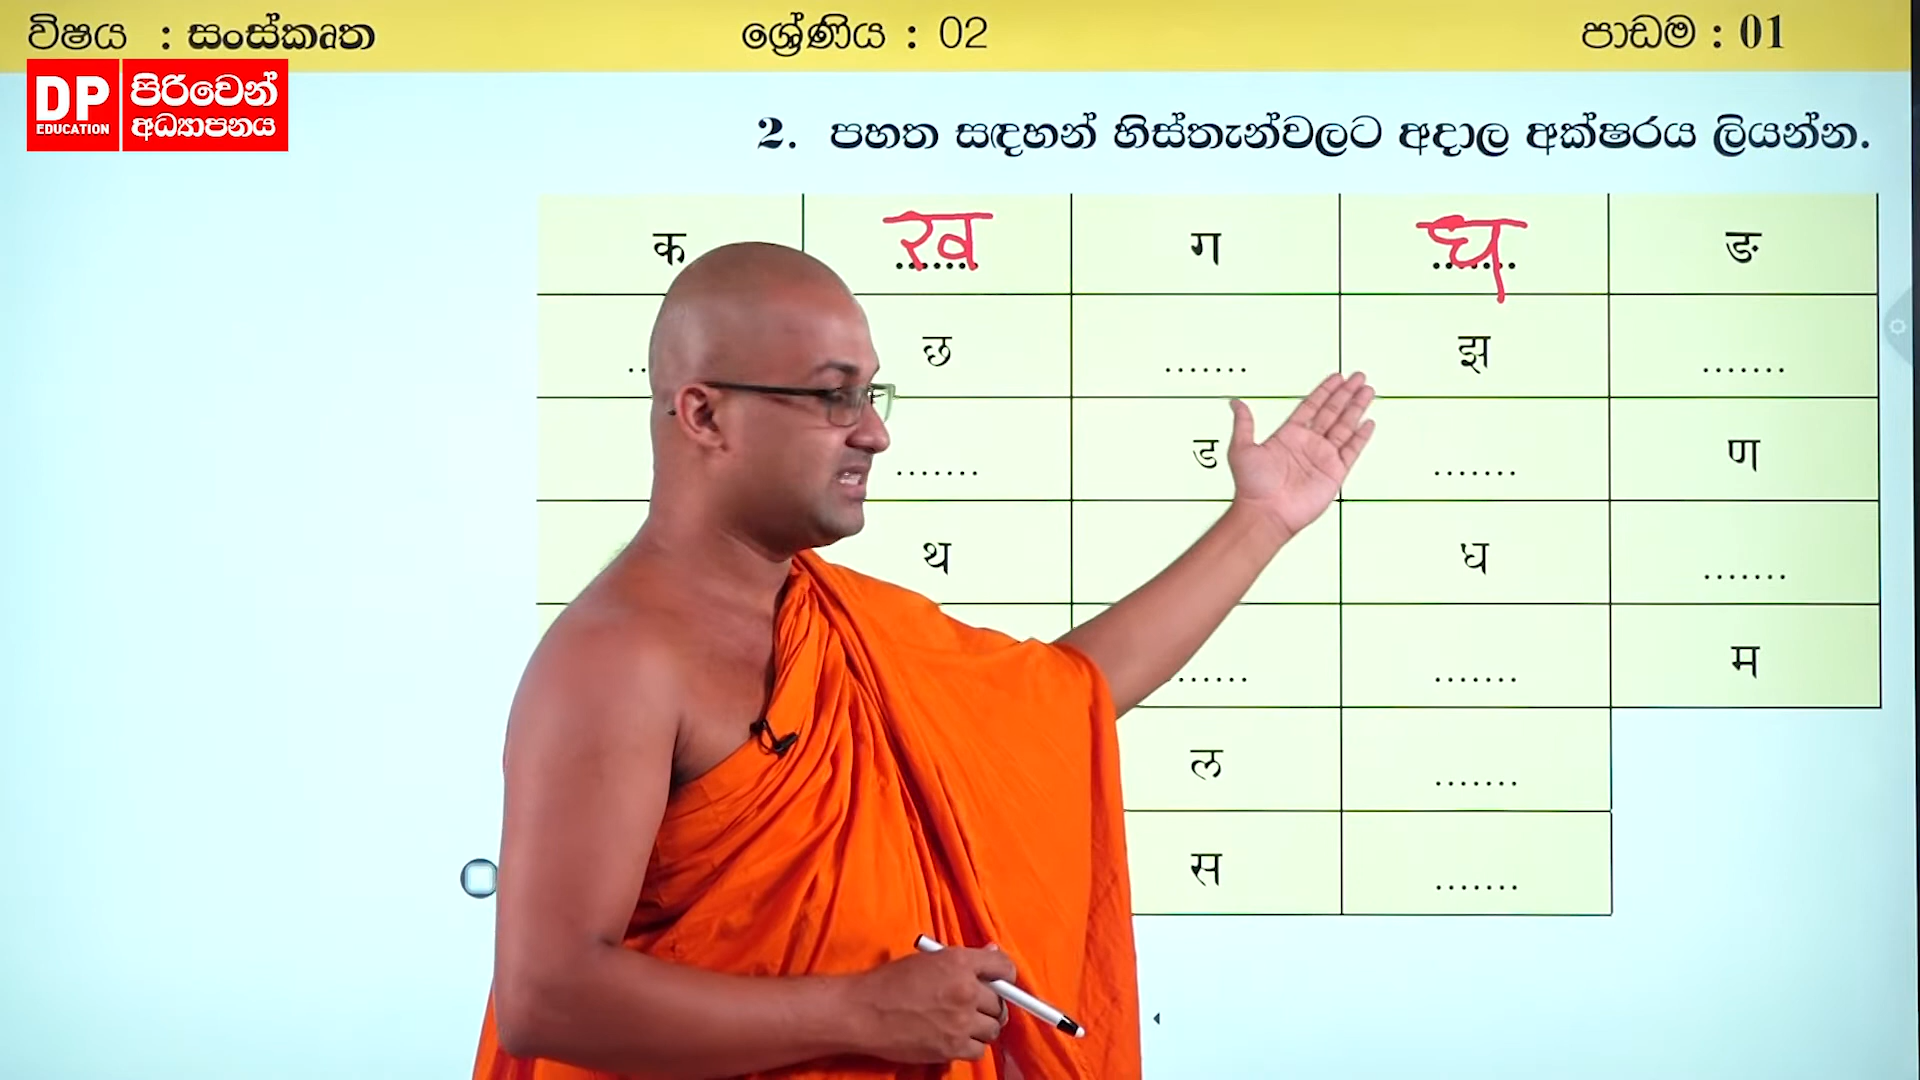 විෂය : සංස්කෘත ශ්‍රේණිය : 02 පාඩම : 01
DP EDUCATION පිරිවෙන් අධ්‍යාපනය
2. පහත සඳහන් හිස්තැන්වලට අදාල අක්ෂරය ලියන්න.
क ख ग घ ङ
.. छ ....... झ .......
....... ड ....... ण
थ ध .......
....... ....... म
ल .......
स .......